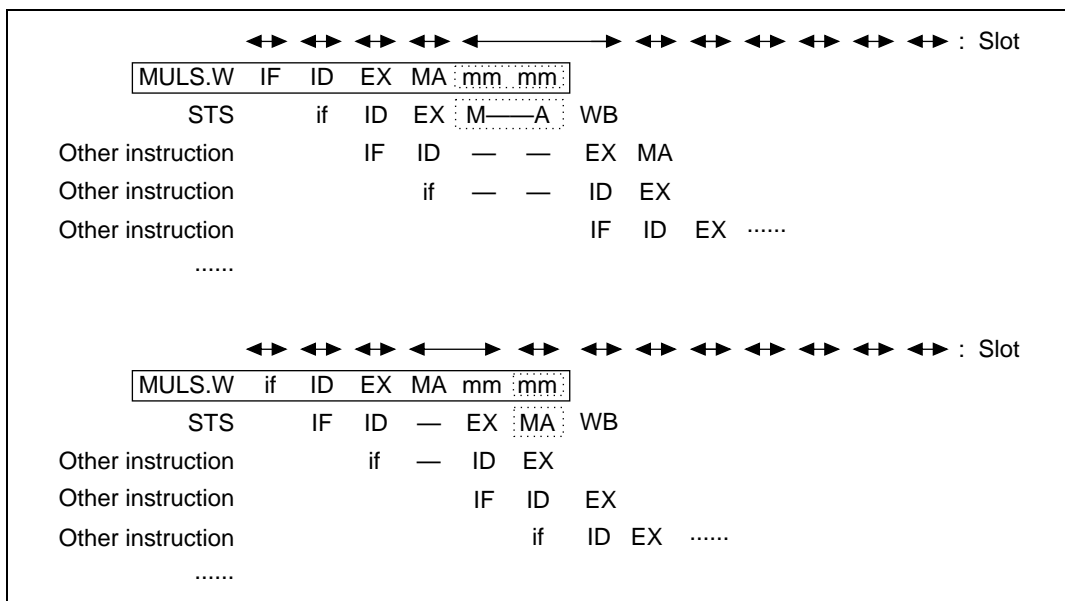 : Slot
MULS.W IF ID EX MA mm mm
STS if ID EX M——A WB
Other instruction IF ID — — EX MA
Other instruction if — — ID EX
Other instruction IF ID EX ......
......
: Slot
MULS.W if ID EX MA mm mm
STS IF ID — EX MA WB
Other instruction if — ID EX
Other instruction IF ID EX
Other instruction if ID EX ......
......